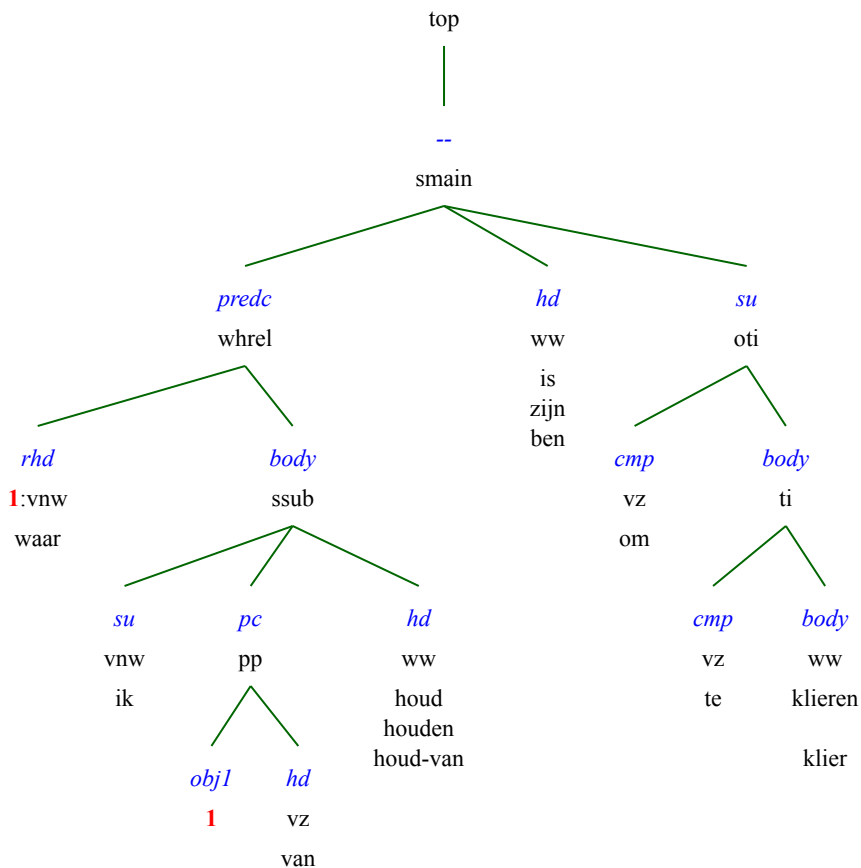 top
--
smain
predc hd su
whrel ww oti
is
zijn
ben
rhd body cmp body
1:vnw ssub vz ti
waar om
su pc hd cmp body
vnw pp ww vz ww
ik houd te klieren
houden
houd-van klier
obj1 hd
1 vz
van